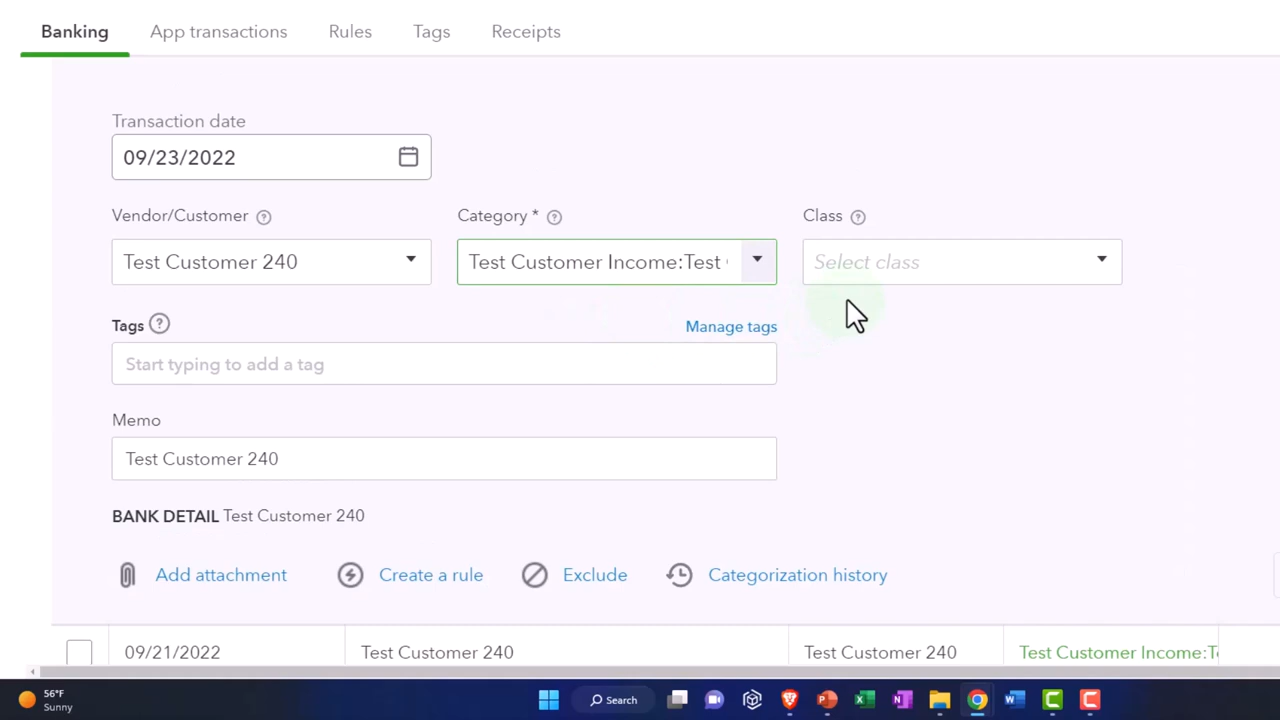 Banking App transactions Rules Tags Receipts
Transaction date
09/23/2022
Vendor/Customer Category * Class
Test Customer 240 Test Customer Income:Test Select class
Tags Manage tags
Start typing to add a tag
Memo
Test Customer 240
BANK DETAIL Test Customer 240
Add attachment Create a rule Exclude Categorization history
09/21/2022 Test Customer 240 Test Customer 240 Test Customer Income:Te
56°F
Sunny
Search